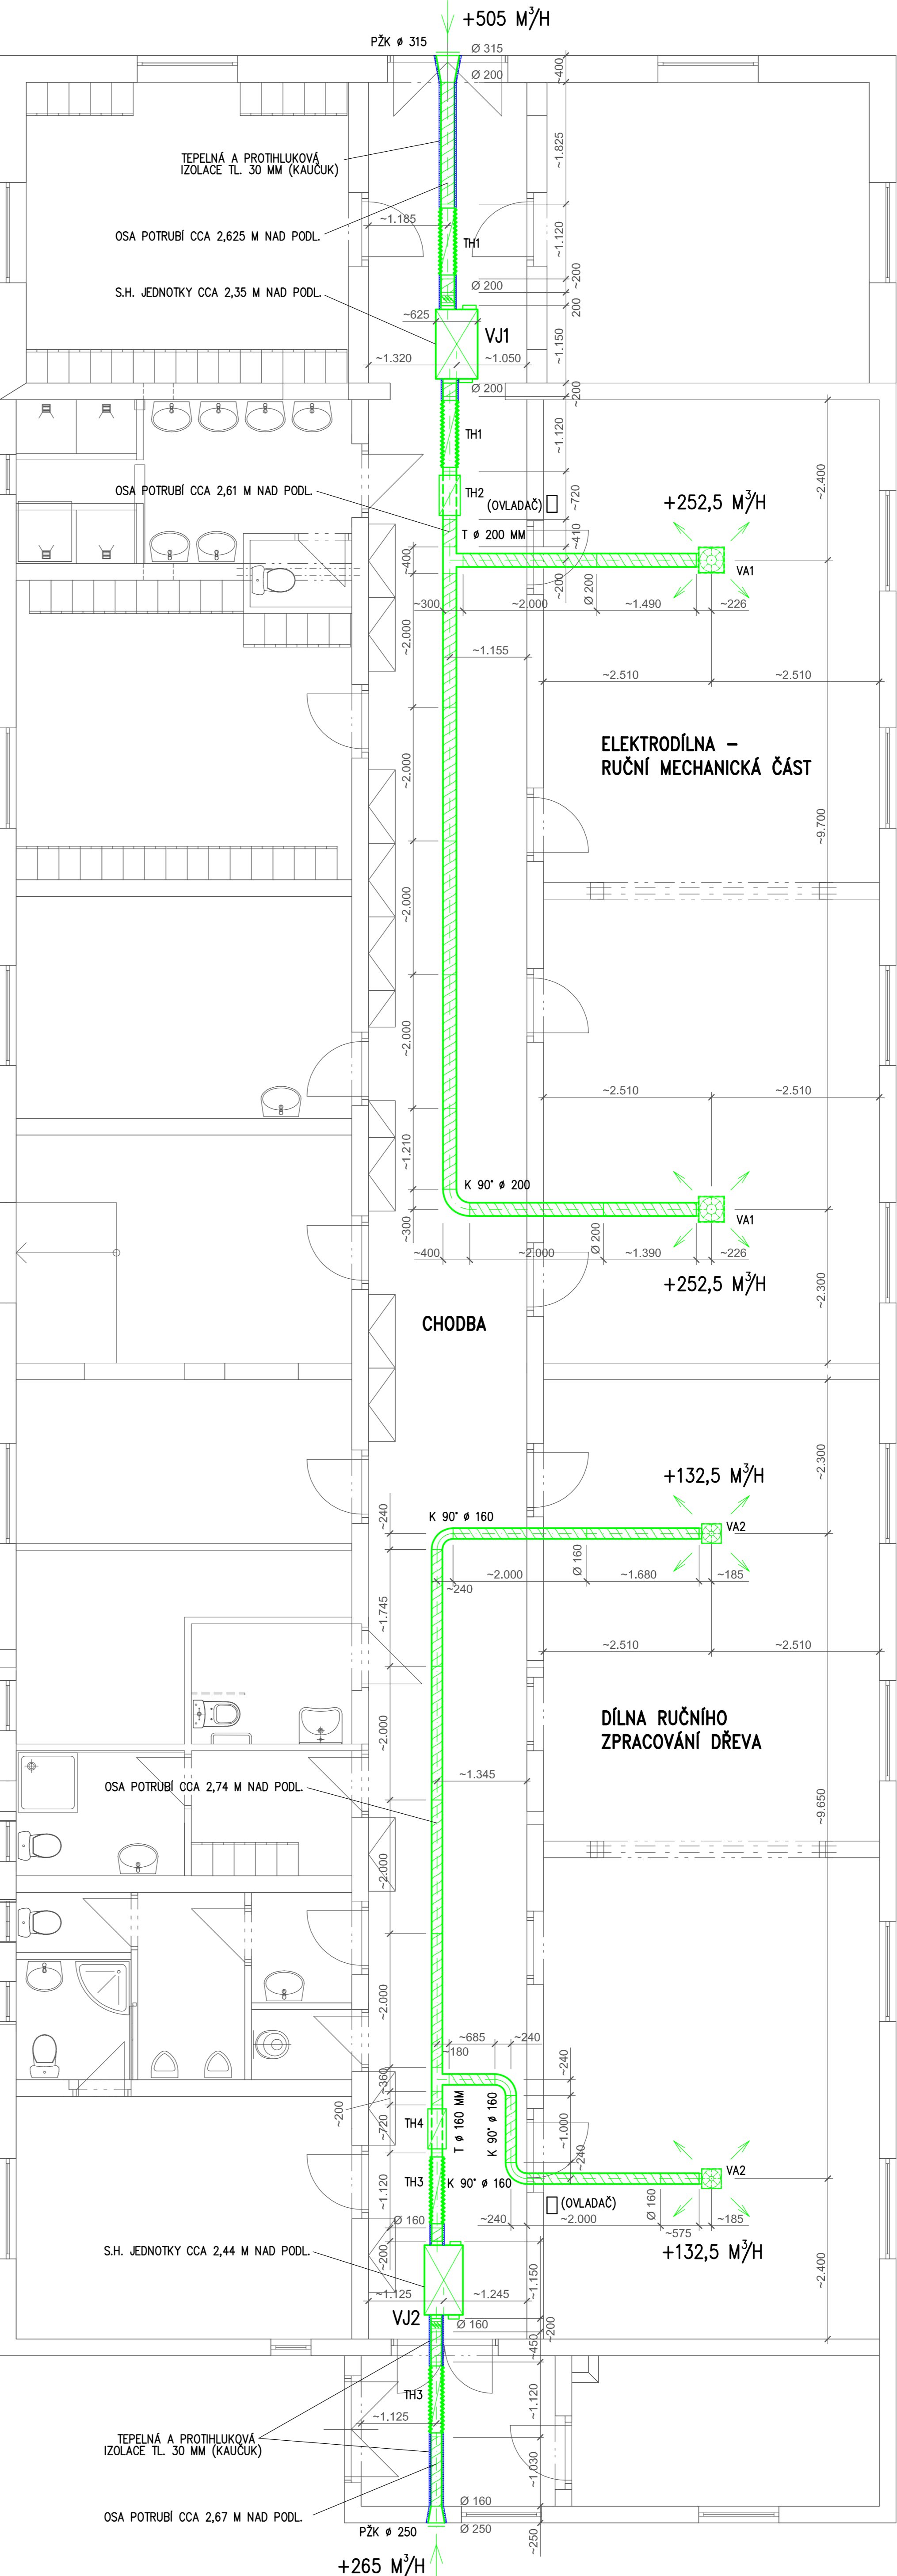 +505 M³/H
PŽK ø 315
Ø 315
Ø 200
~400
TEPELNÁ A PROTIHLUKOVÁ
IZOLACE TL. 30 MM (KAUČUK)
~1.825
~1.185
OSA POTRUBÍ CCA 2,625 M NAD PODL.
TH1
~1.120
S.H. JEDNOTKY CCA 2,35 M NAD PODL.
Ø 200
~200
200
~625
VJ1
~1.150
~1.320
~1.050
Ø 200
~200
TH1
~1.120
~2.400
OSA POTRUBÍ CCA 2,61 M NAD PODL.
TH2
(OVLADAČ)
~720
+252,5 M³/H
T ø 200 MM
~410
~400
~200
VA1
~300
~2.000
Ø 200
~1.490
~226
~2.000
~1.155
~2.510
~2.510
ELEKTRODÍLNA –
RUČNÍ MECHANICKÁ ČÁST
~2.000
~9.700
~2.000
~2.000
~2.510
~2.510
~1.210
K 90° ø 200
VA1
~300
Ø 200
~400
~2.000
~1.390
~226
+252,5 M³/H
~2.300
CHODBA
~2.300
+132,5 M³/H
~240
K 90° ø 160
VA2
Ø 160
~240
~2.000
~1.680
~185
~1.745
~2.510
~2.510
DÍLNA RUČNÍHO
ZPRACOVÁNÍ DŘEVA
~2.000
~1.345
OSA POTRUBÍ CCA 2,74 M NAD PODL.
~9.650
~2.000
~2.000
~685
~240
~180
~240
~360
~200
TH4
~720
T ø 160 MM
K 90° ø 160
~1.000
~240
VA2
TH3
K 90° ø 160
~1.120
(OVLADAČ)
Ø 160
Ø 160
~240
~2.000
~575
~185
+132,5 M³/H
~200
S.H. JEDNOTKY CCA 2,44 M NAD PODL.
~1.150
~2.400
~1.125
~1.245
VJ2
Ø 160
~200
~450
TH3
~1.120
~1.125
TEPELNÁ A PROTIHLUKOVÁ
IZOLACE TL. 30 MM (KAUČUK)
~1.030
OSA POTRUBÍ CCA 2,67 M NAD PODL.
Ø 160
PŽK ø 250
Ø 250
~250
+265 M³/H